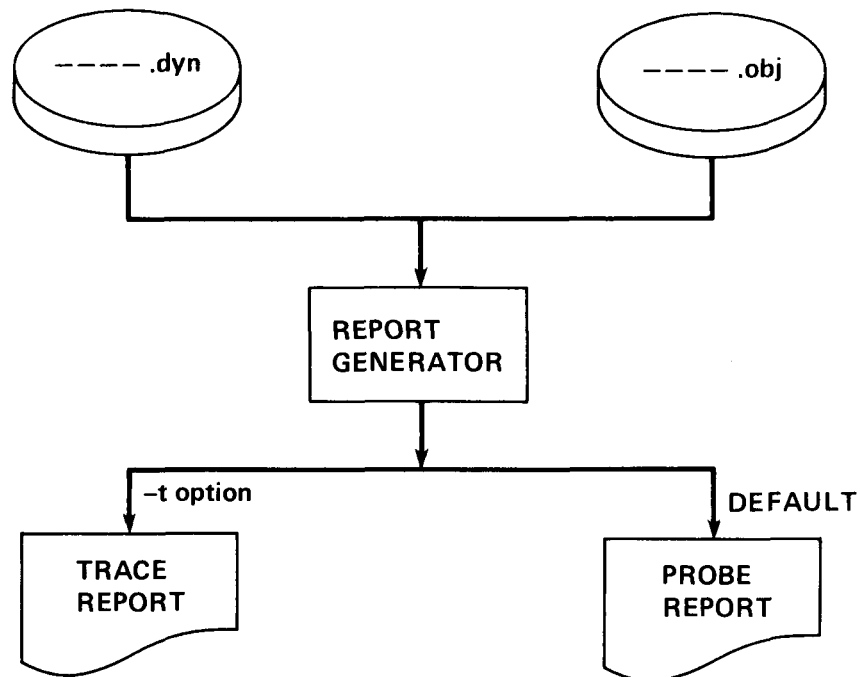 ---- .dyn
---- .obj
REPORT
GENERATOR
–t option
DEFAULT
TRACE
REPORT
PROBE
REPORT